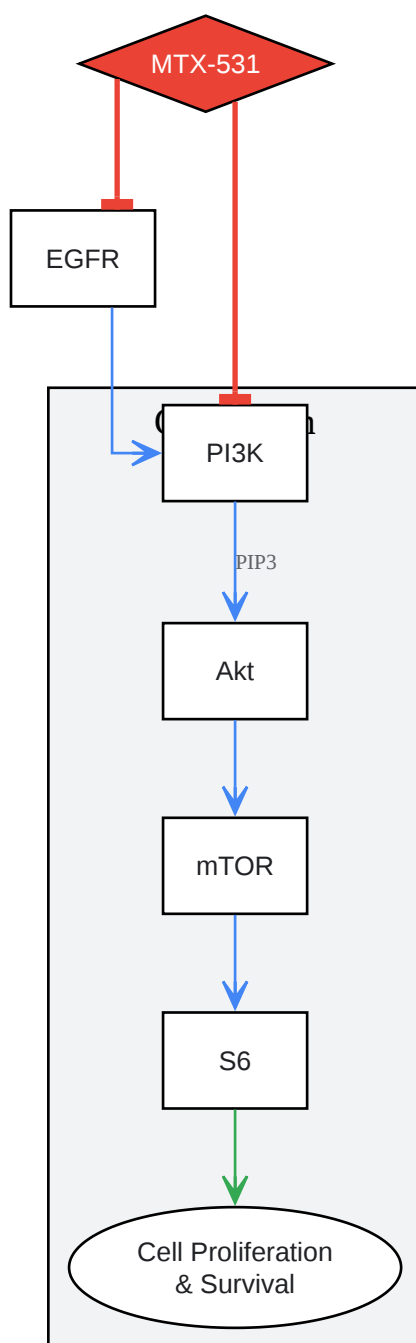 MTX-531
EGFR
PI3K
PIP3
Akt
mTOR
S6
Cell Proliferation
& Survival